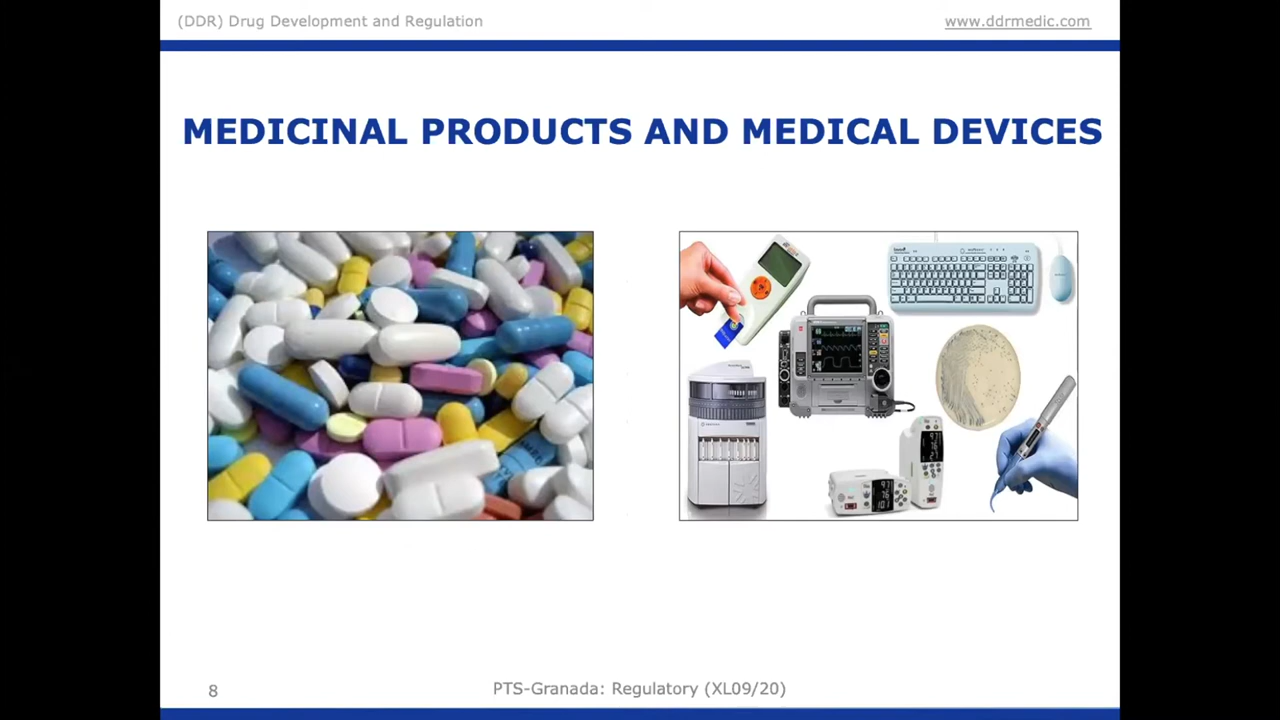 (DDR) Drug Development and Regulation
www.ddrmedic.com
MEDICINAL PRODUCTS AND MEDICAL DEVICES
8
PTS-Granada: Regulatory (XL09/20)